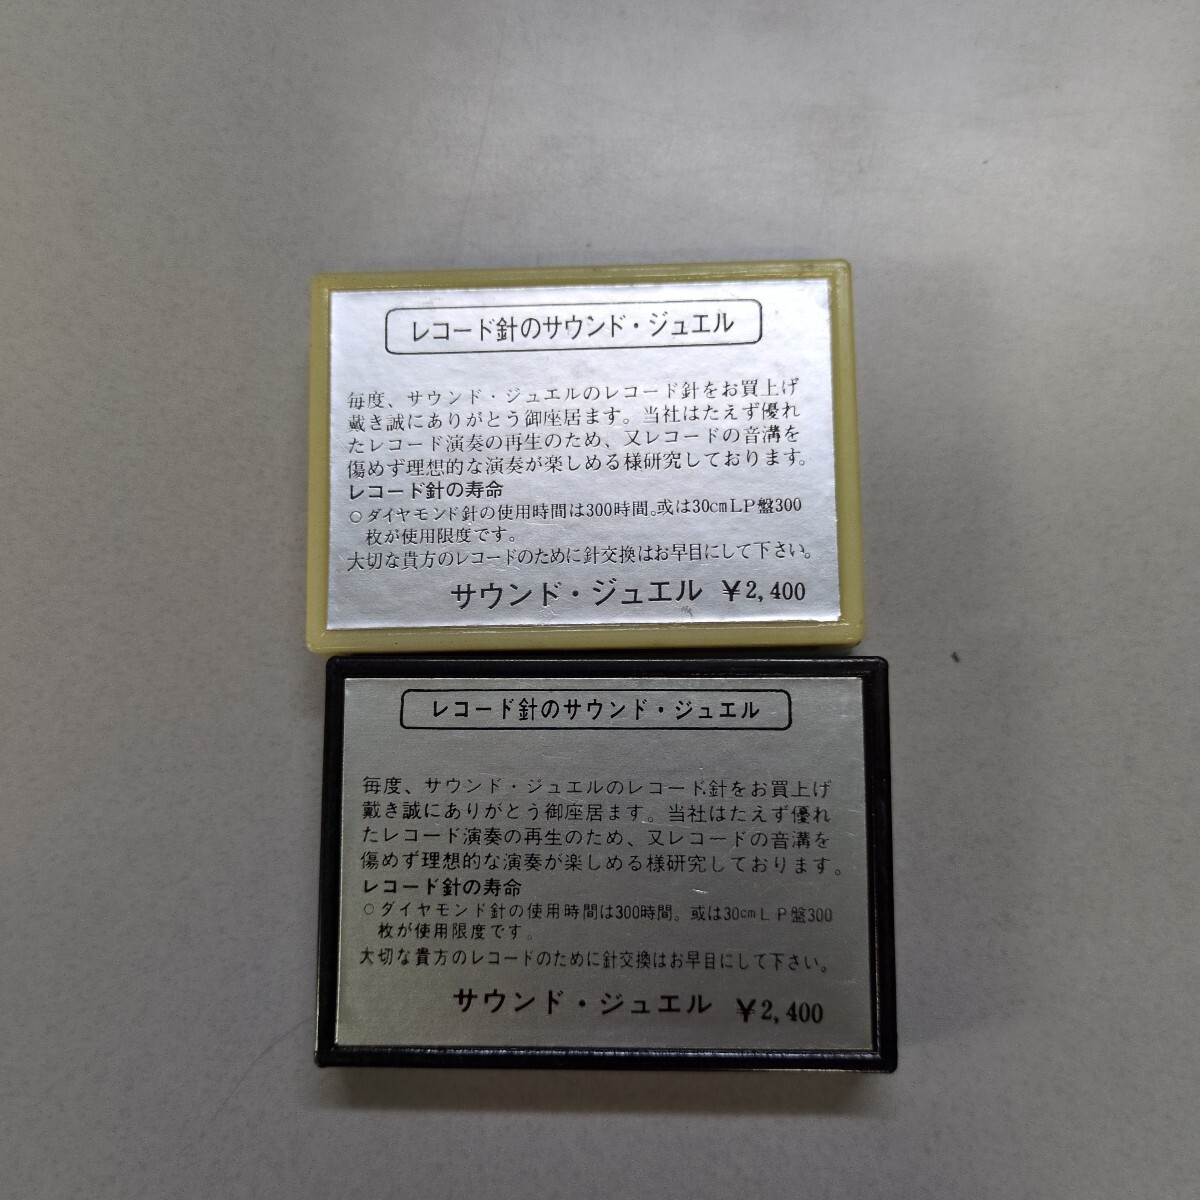 レコード針のサウンド・ジュエル
毎度、サウンド・ジュエルのレコード針をお買上げ
戴き誠にありがとう御座居ます。当社はたえず優れ
たレコード演奏の再生のため、又レコードの音溝を
傷めず理想的な演奏が楽しめる様研究しております。
レコード針の寿命
○ダイヤモンド針の使用時間は300時間。或は30cmLP盤300
枚が使用限度です。
大切な貴方のレコードのために針交換はお早目にして下さい。
サウンド・ジュエル ¥2,400
レコード針のサウンド・ジュエル
毎度、サウンド・ジュエルのレコード針をお買上げ
戴き誠にありがとう御座居ます。当社はたえず優れ
たレコード演奏の再生のため、又レコードの音溝を
傷めず理想的な演奏が楽しめる様研究しております。
レコード針の寿命
○ダイヤモンド針の使用時間は300時間。或は30cmLP盤300
枚が使用限度です。
大切な貴方のレコードのために針交換はお早目にして下さい。
サウンド・ジュエル ¥2,400